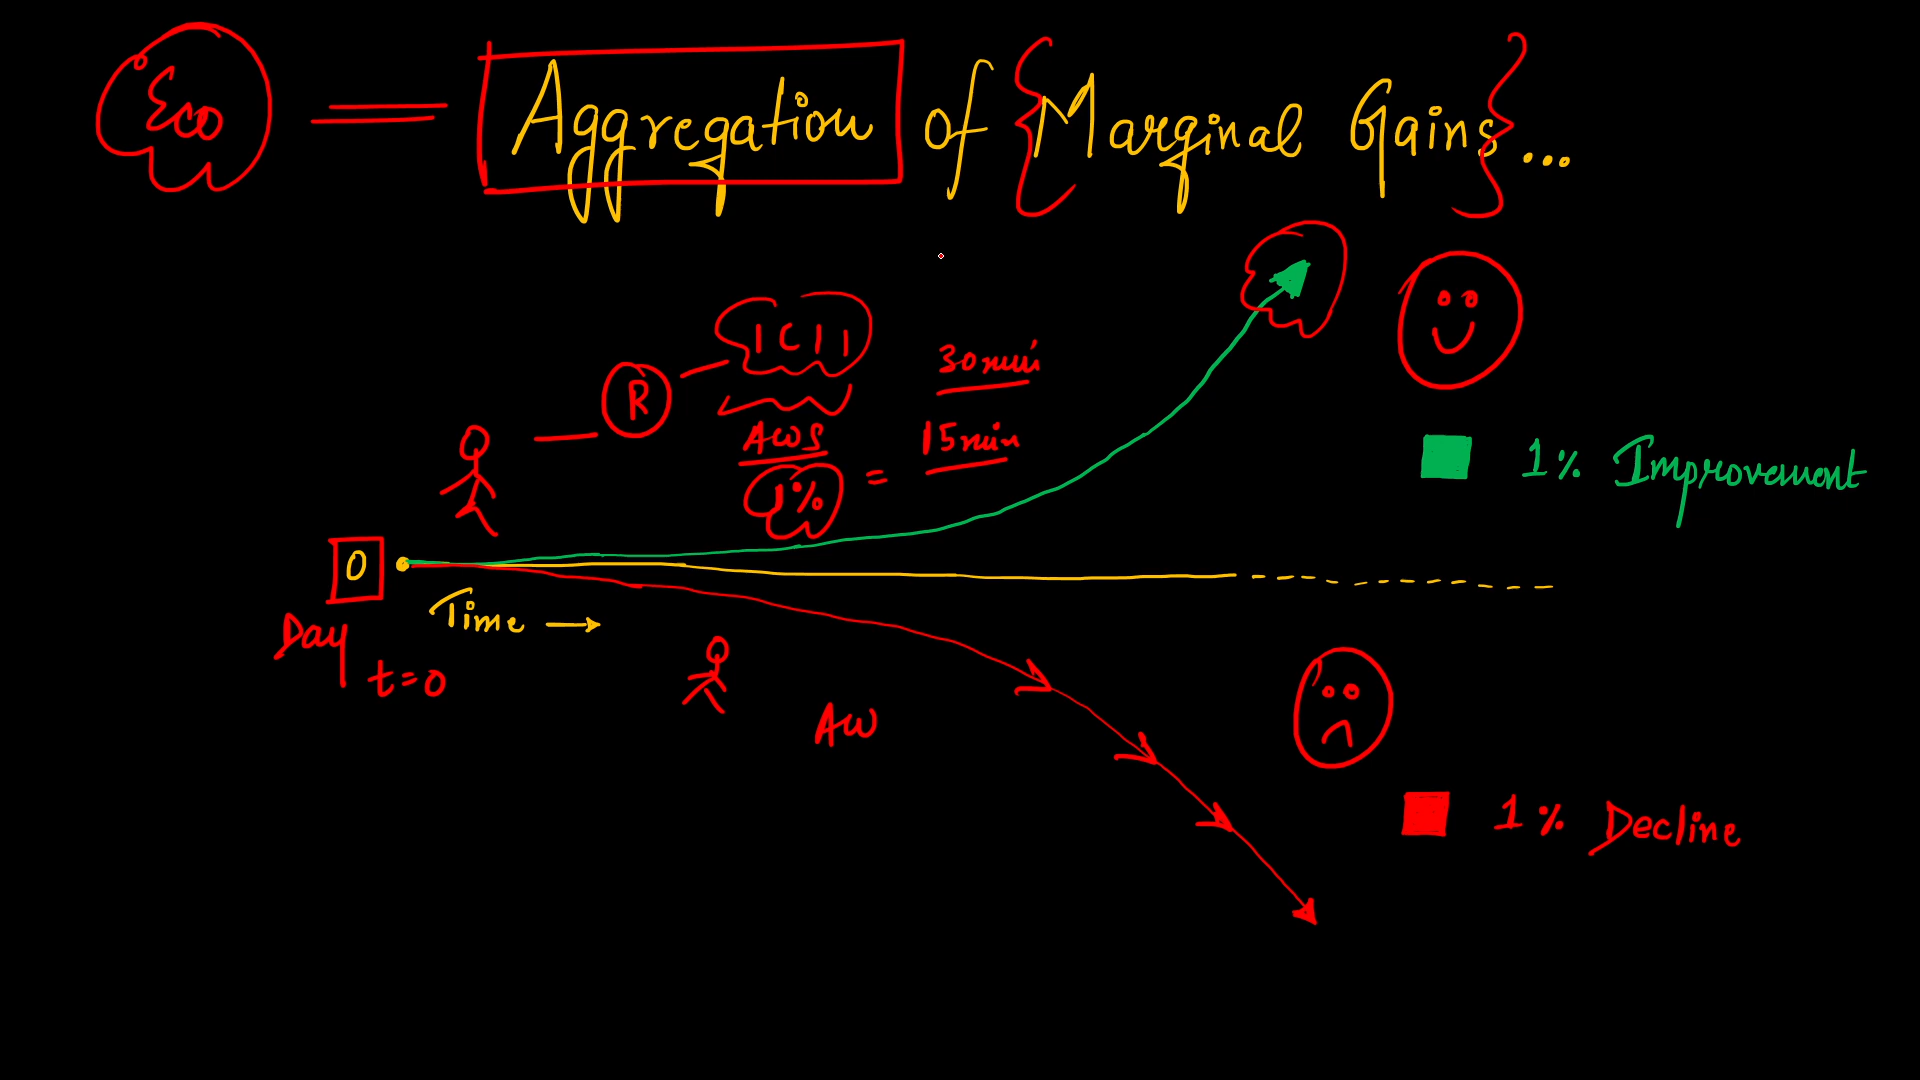 Eco = Aggregation of {Marginal Gains}...
R
30 min
AWS
15 min
1% =
1% Improvement
0
Time →
Day
t=0
AW
1% Decline